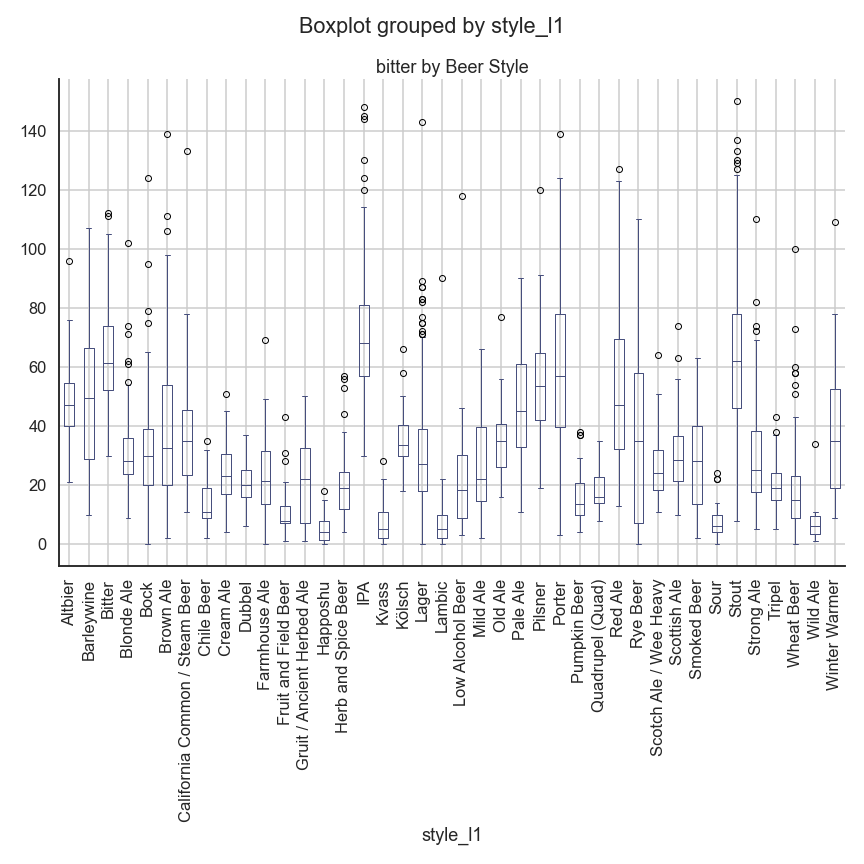 Boxplot grouped by style_l1
bitter by Beer Style
140
120
100
80
60
40
20
0
Altbier
Barleywine
Bitter
Blonde Ale
Bock
Brown Ale
California Common / Steam Beer
Chile Beer
Cream Ale
Dubbel
Farmhouse Ale
Fruit and Field Beer
Gruit / Ancient Herbed Ale
Happoshu
Herb and Spice Beer
IPA
Kvass
Kölsch
Lager
Lambic
Low Alcohol Beer
Mild Ale
Old Ale
Pale Ale
Pilsner
Porter
Pumpkin Beer
Quadrupel (Quad)
Red Ale
Rye Beer
Scotch Ale / Wee Heavy
Scottish Ale
Smoked Beer
Sour
Stout
Strong Ale
Tripel
Wheat Beer
Wild Ale
Winter Warmer
style_l1